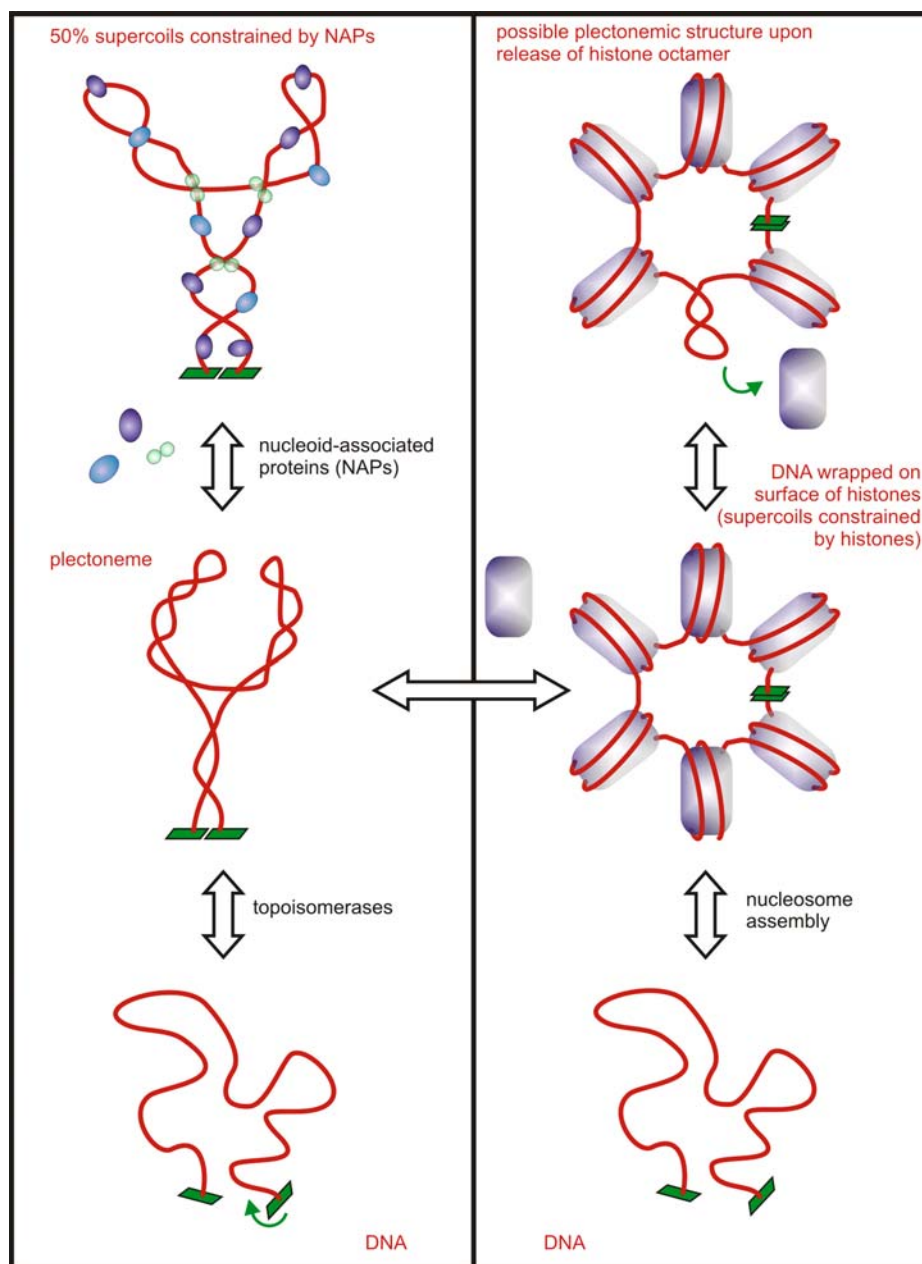 50% supercoils constrained by NAPs
nucleoid-associated
proteins (NAPs)
plectoneme
topoisomerases
DNA
possible plectonemic structure upon
release of histone octamer
DNA wrapped on
surface of histones
(supercoils constrained
by histones)
nucleosome
assembly
DNA